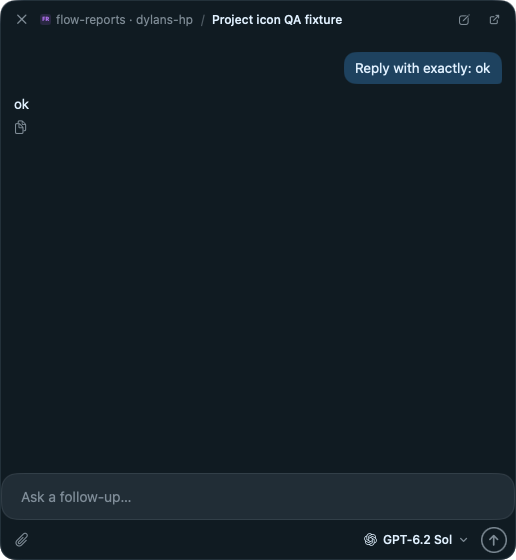 FR flow-reports · dylans-hp / Project icon QA fixture
Reply with exactly: ok
ok
Ask a follow-up...
GPT-6.2 Sol